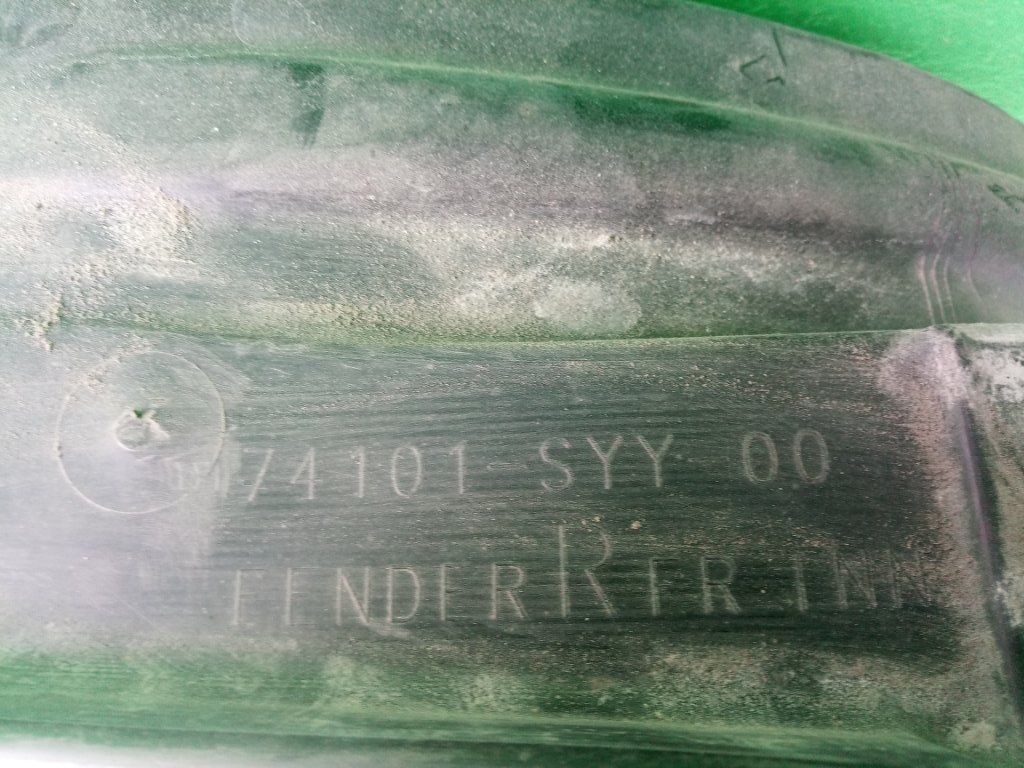 74101-SYY 00
FENDER R FR INN